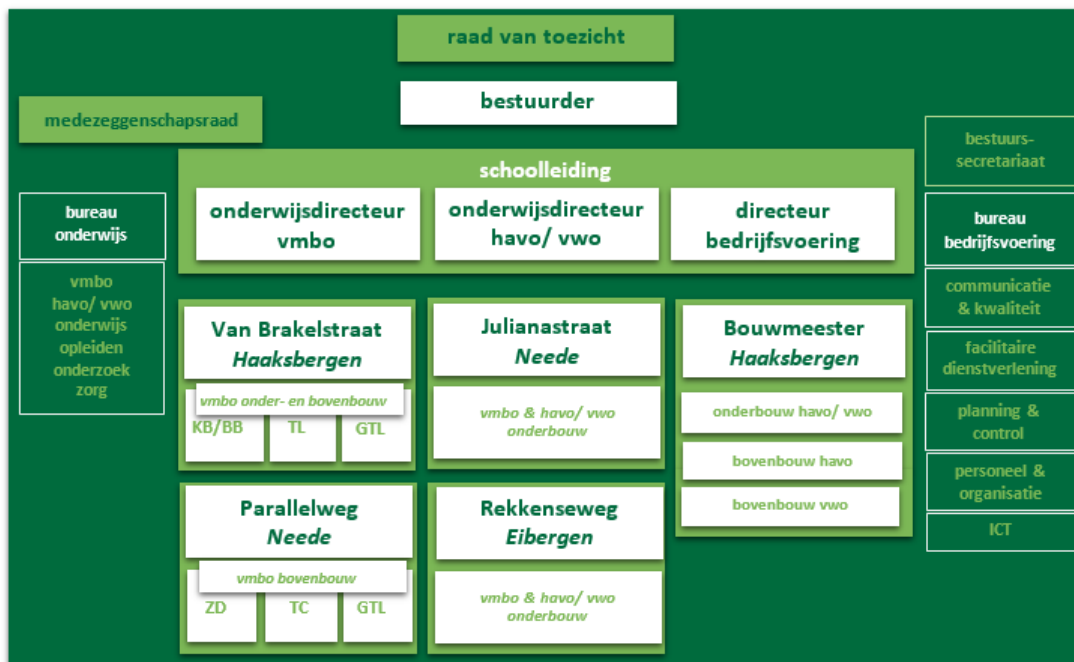 raad van toezicht
bestuurder
medezeggenschapsraad
schoolleiding
onderwijsdirecteur
vmbo
onderwijsdirecteur
havo/ vwo
directeur
bedrijfsvoering
bureau
onderwijs
vmbo
havo/ vwo
onderwijs
opleiden
onderzoek
zorg
Van Brakelstraat
Haaksbergen
vmbo onder- en bovenbouw
KB/BB
TL
GTL
Julianastraat
Neede
vmbo & havo/ vwo
onderbouw
Bouwmeester
Haaksbergen
onderbouw havo/ vwo
bovenbouw havo
bovenbouw vwo
Parallelweg
Neede
vmbo bovenbouw
ZD
TC
GTL
Rekkenseweg
Eibergen
vmbo & havo/ vwo
onderbouw
bestuurs-
secretariaat
bureau
bedrijfsvoering
communicatie
& kwaliteit
facilitaire
dienstverlening
planning &
control
personeel &
organisatie
ICT